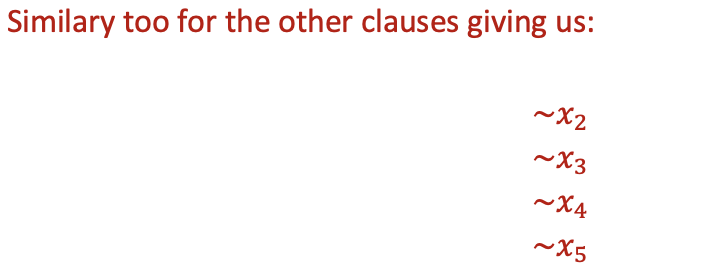 Similary too for the other clauses giving us:
~x₂
~x₃
~x₄
~x₅